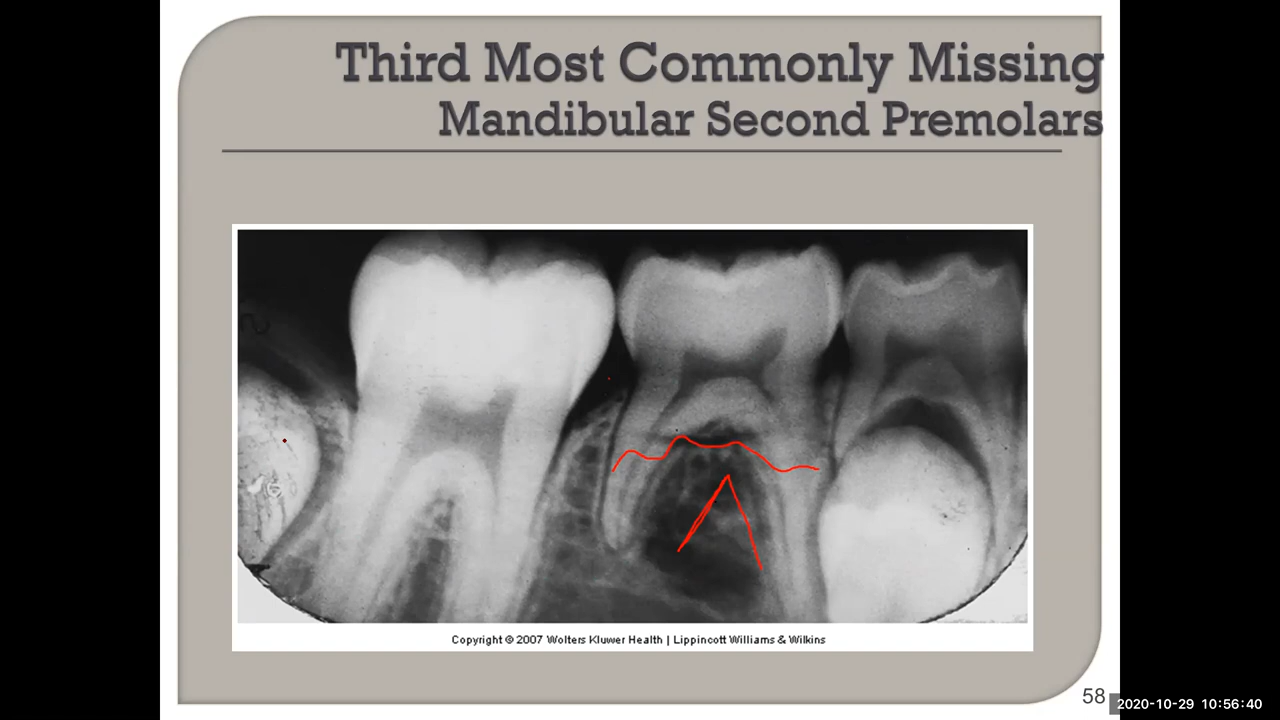 Third Most Commonly Missing
Mandibular Second Premolars
Copyright © 2007 Wolters Kluwer Health | Lippincott Williams & Wilkins
58
2020-10-29 10:56:40